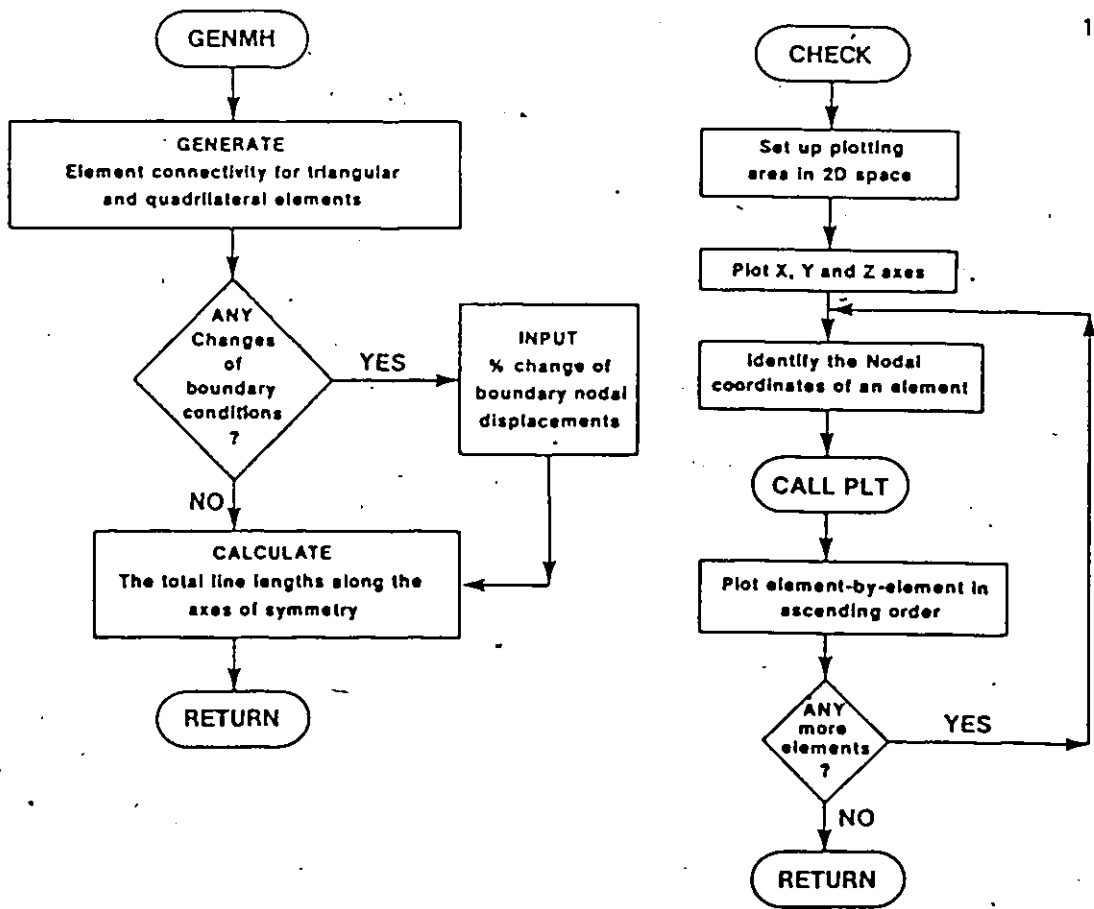 1
GENMH
GENERATE
Element connectivity for triangular
and quadrilateral elements
ANY
Changes
of
boundary
conditions
?
YES
INPUT
% change of
boundary nodal
displacements
NO
CALCULATE
The total line lengths along the
axes of symmetry
RETURN
CHECK
Set up plotting
area in 2D space
Plot X, Y and Z axes
Identify the Nodal
coordinates of an element
CALL PLT
Plot element-by-element in
ascending order
ANY
more
elements
?
YES
NO
RETURN